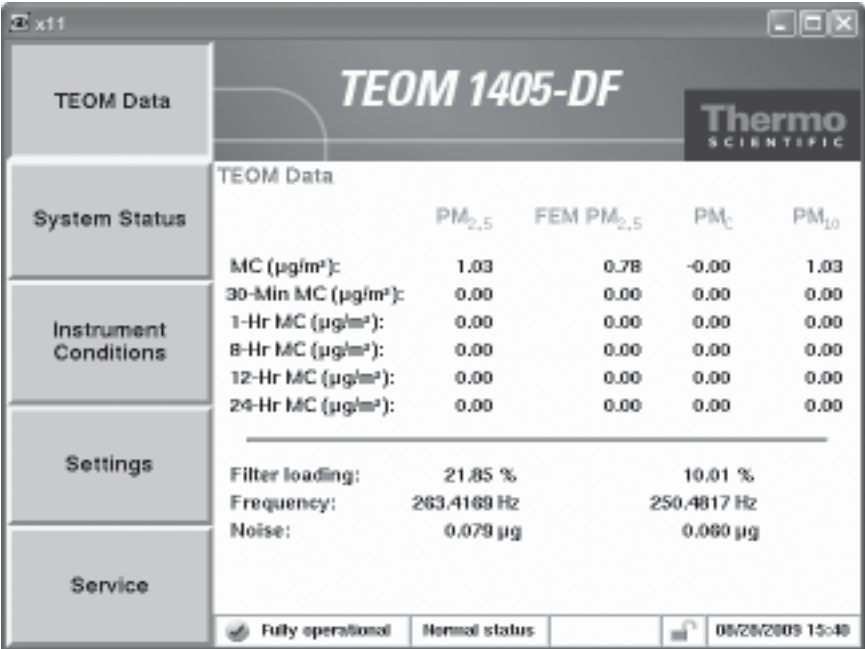 x11
TEOM Data
TEOM 1405-DF
Thermo
SCIENTIFIC
System Status
Instrument
Conditions
Settings
Service
TEOM Data
PM2.5 FEM PM2.5 PMC PM10
MC (µg/m³): 1.03 0.78 -0.00 1.03
30-Min MC (µg/m³): 0.00 0.00 0.00 0.00
1-Hr MC (µg/m³): 0.00 0.00 0.00 0.00
8-Hr MC (µg/m³): 0.00 0.00 0.00 0.00
12-Hr MC (µg/m³): 0.00 0.00 0.00 0.00
24-Hr MC (µg/m³): 0.00 0.00 0.00 0.00
Filter loading: 21.85 % 10.01 %
Frequency: 263.4169 Hz 250.4817 Hz
Noise: 0.079 µg 0.060 µg
Fully operational Normal status 08/28/2009 15:40